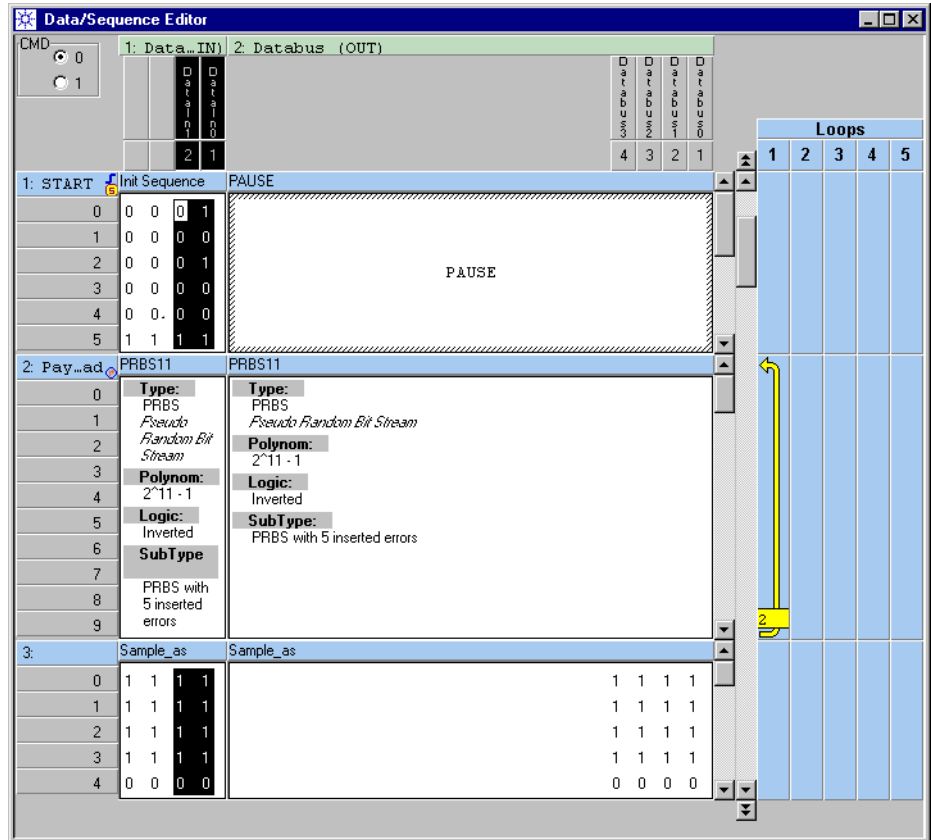 Data/Sequence Editor
CMD
0
1
1: Data…IN) 2: Databus (OUT)
DataIn1 DataIn0 Databus3 Databus2 Databus1 Databus0
2 1 4 3 2 1
Loops
1 2 3 4 5
1: START Init Sequence PAUSE
0 0 0 0 1
1 0 0 0 0
2 0 0 0 1
PAUSE
3 0 0 0 0
4 0 0. 0 0
5 1 1 1 1
2: Pay…ad PRBS11 PRBS11
0
1
2
3
4
5
6
7
8
9
Type:
PRBS
Pseudo
Random Bit
Stream
Polynom:
2^11 - 1
Logic:
Inverted
SubType
PRBS with
5 inserted
errors
Type:
PRBS
Pseudo Random Bit Stream
Polynom:
2^11 - 1
Logic:
Inverted
SubType:
PRBS with 5 inserted errors
2
3: Sample_as Sample_as
0 1 1 1 1 1 1 1 1
1 1 1 1 1 1 1 1 1
2 1 1 1 1 1 1 1 1
3 1 1 1 1 1 1 1 1
4 0 0 0 0 0 0 0 0